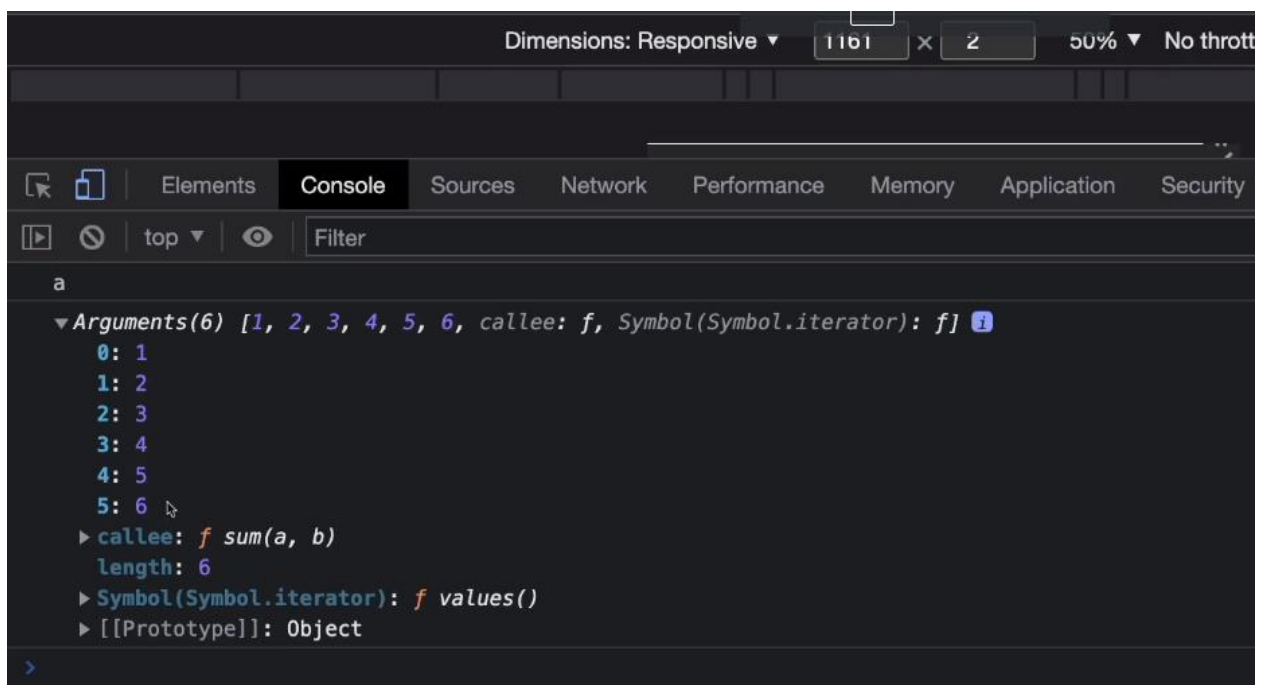 Dimensions: Responsive ▼ 1161 × 2 50% ▼ No thrott
Elements Console Sources Network Performance Memory Application Security
top ▼ Filter
a
▼Arguments(6) [1, 2, 3, 4, 5, 6, callee: ƒ, Symbol(Symbol.iterator): ƒ] i
0: 1
1: 2
2: 3
3: 4
4: 5
5: 6
▶callee: ƒ sum(a, b)
length: 6
▶Symbol(Symbol.iterator): ƒ values()
▶[[Prototype]]: Object
>